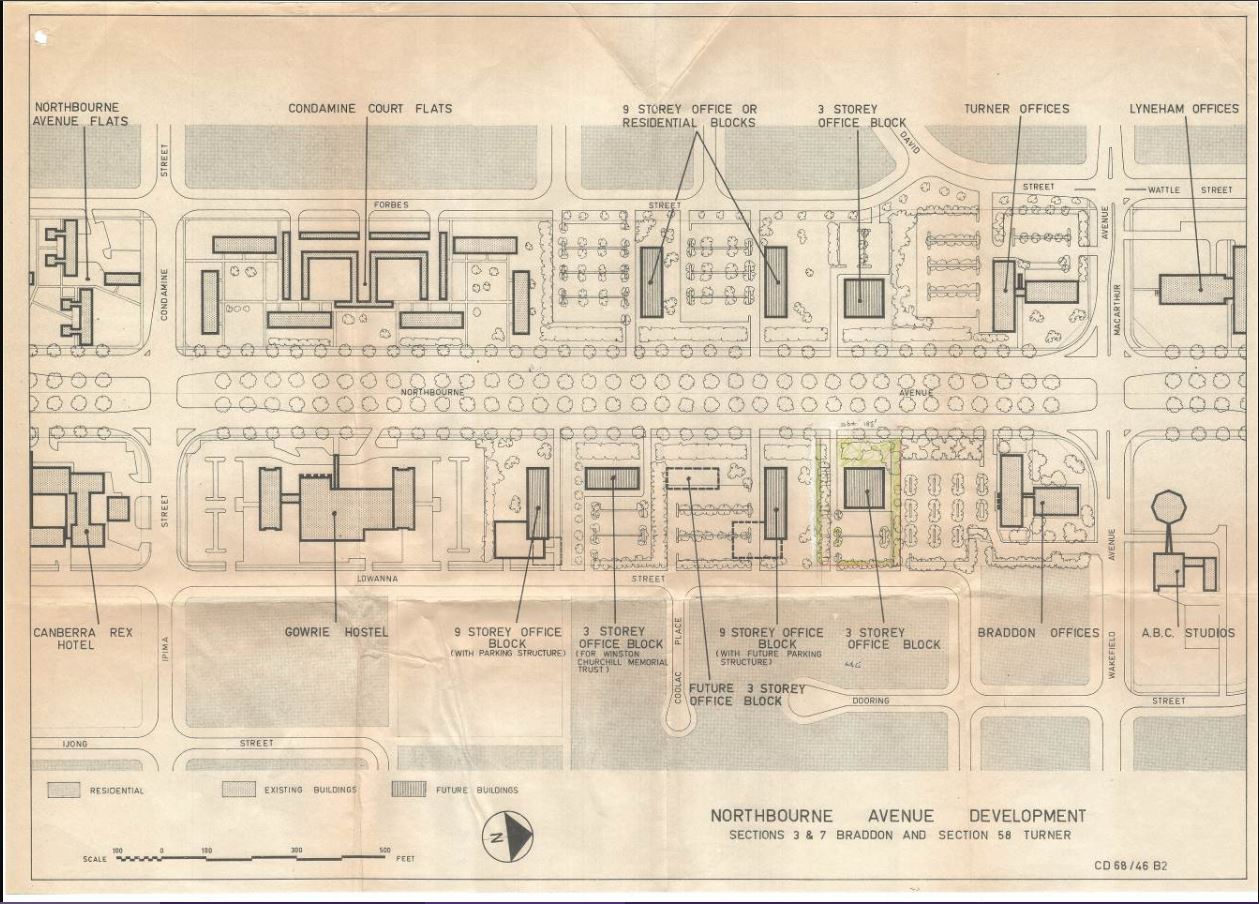 NORTHBOURNE
AVENUE FLATS
CONDAMINE COURT FLATS
9 STOREY OFFICE OR
RESIDENTIAL BLOCKS
3 STOREY
OFFICE BLOCK
TURNER OFFICES
LYNEHAM OFFICES
STREET
DAVID
FORBES
STREET
STREET
WATTLE STREET
AVENUE
CONDAMINE
MACARTHUR
NORTHBOURNE
AVENUE
185'
STREET
AVENUE
LOWANNA
STREET
CANBERRA REX
HOTEL
GOWRIE HOSTEL
9 STOREY OFFICE
BLOCK
(WITH PARKING STRUCTURE)
3 STOREY
OFFICE BLOCK
(FOR WINSTON
CHURCHILL MEMORIAL
TRUST)
9 STOREY OFFICE
BLOCK
(WITH FUTURE PARKING
STRUCTURE)
3 STOREY
OFFICE BLOCK
BRADDON OFFICES
A.B.C. STUDIOS
IPIMA
COOLAC PLACE
WAKEFIELD
FUTURE 3 STOREY
OFFICE BLOCK
DOORING
STREET
IJONG
STREET
RESIDENTIAL
EXISTING BUILDINGS
FUTURE BUILDINGS
N
NORTHBOURNE AVENUE DEVELOPMENT
SECTIONS 3 & 7 BRADDON AND SECTION 58 TURNER
100 0 100 300 500
SCALE FEET
CD 68/46 B2